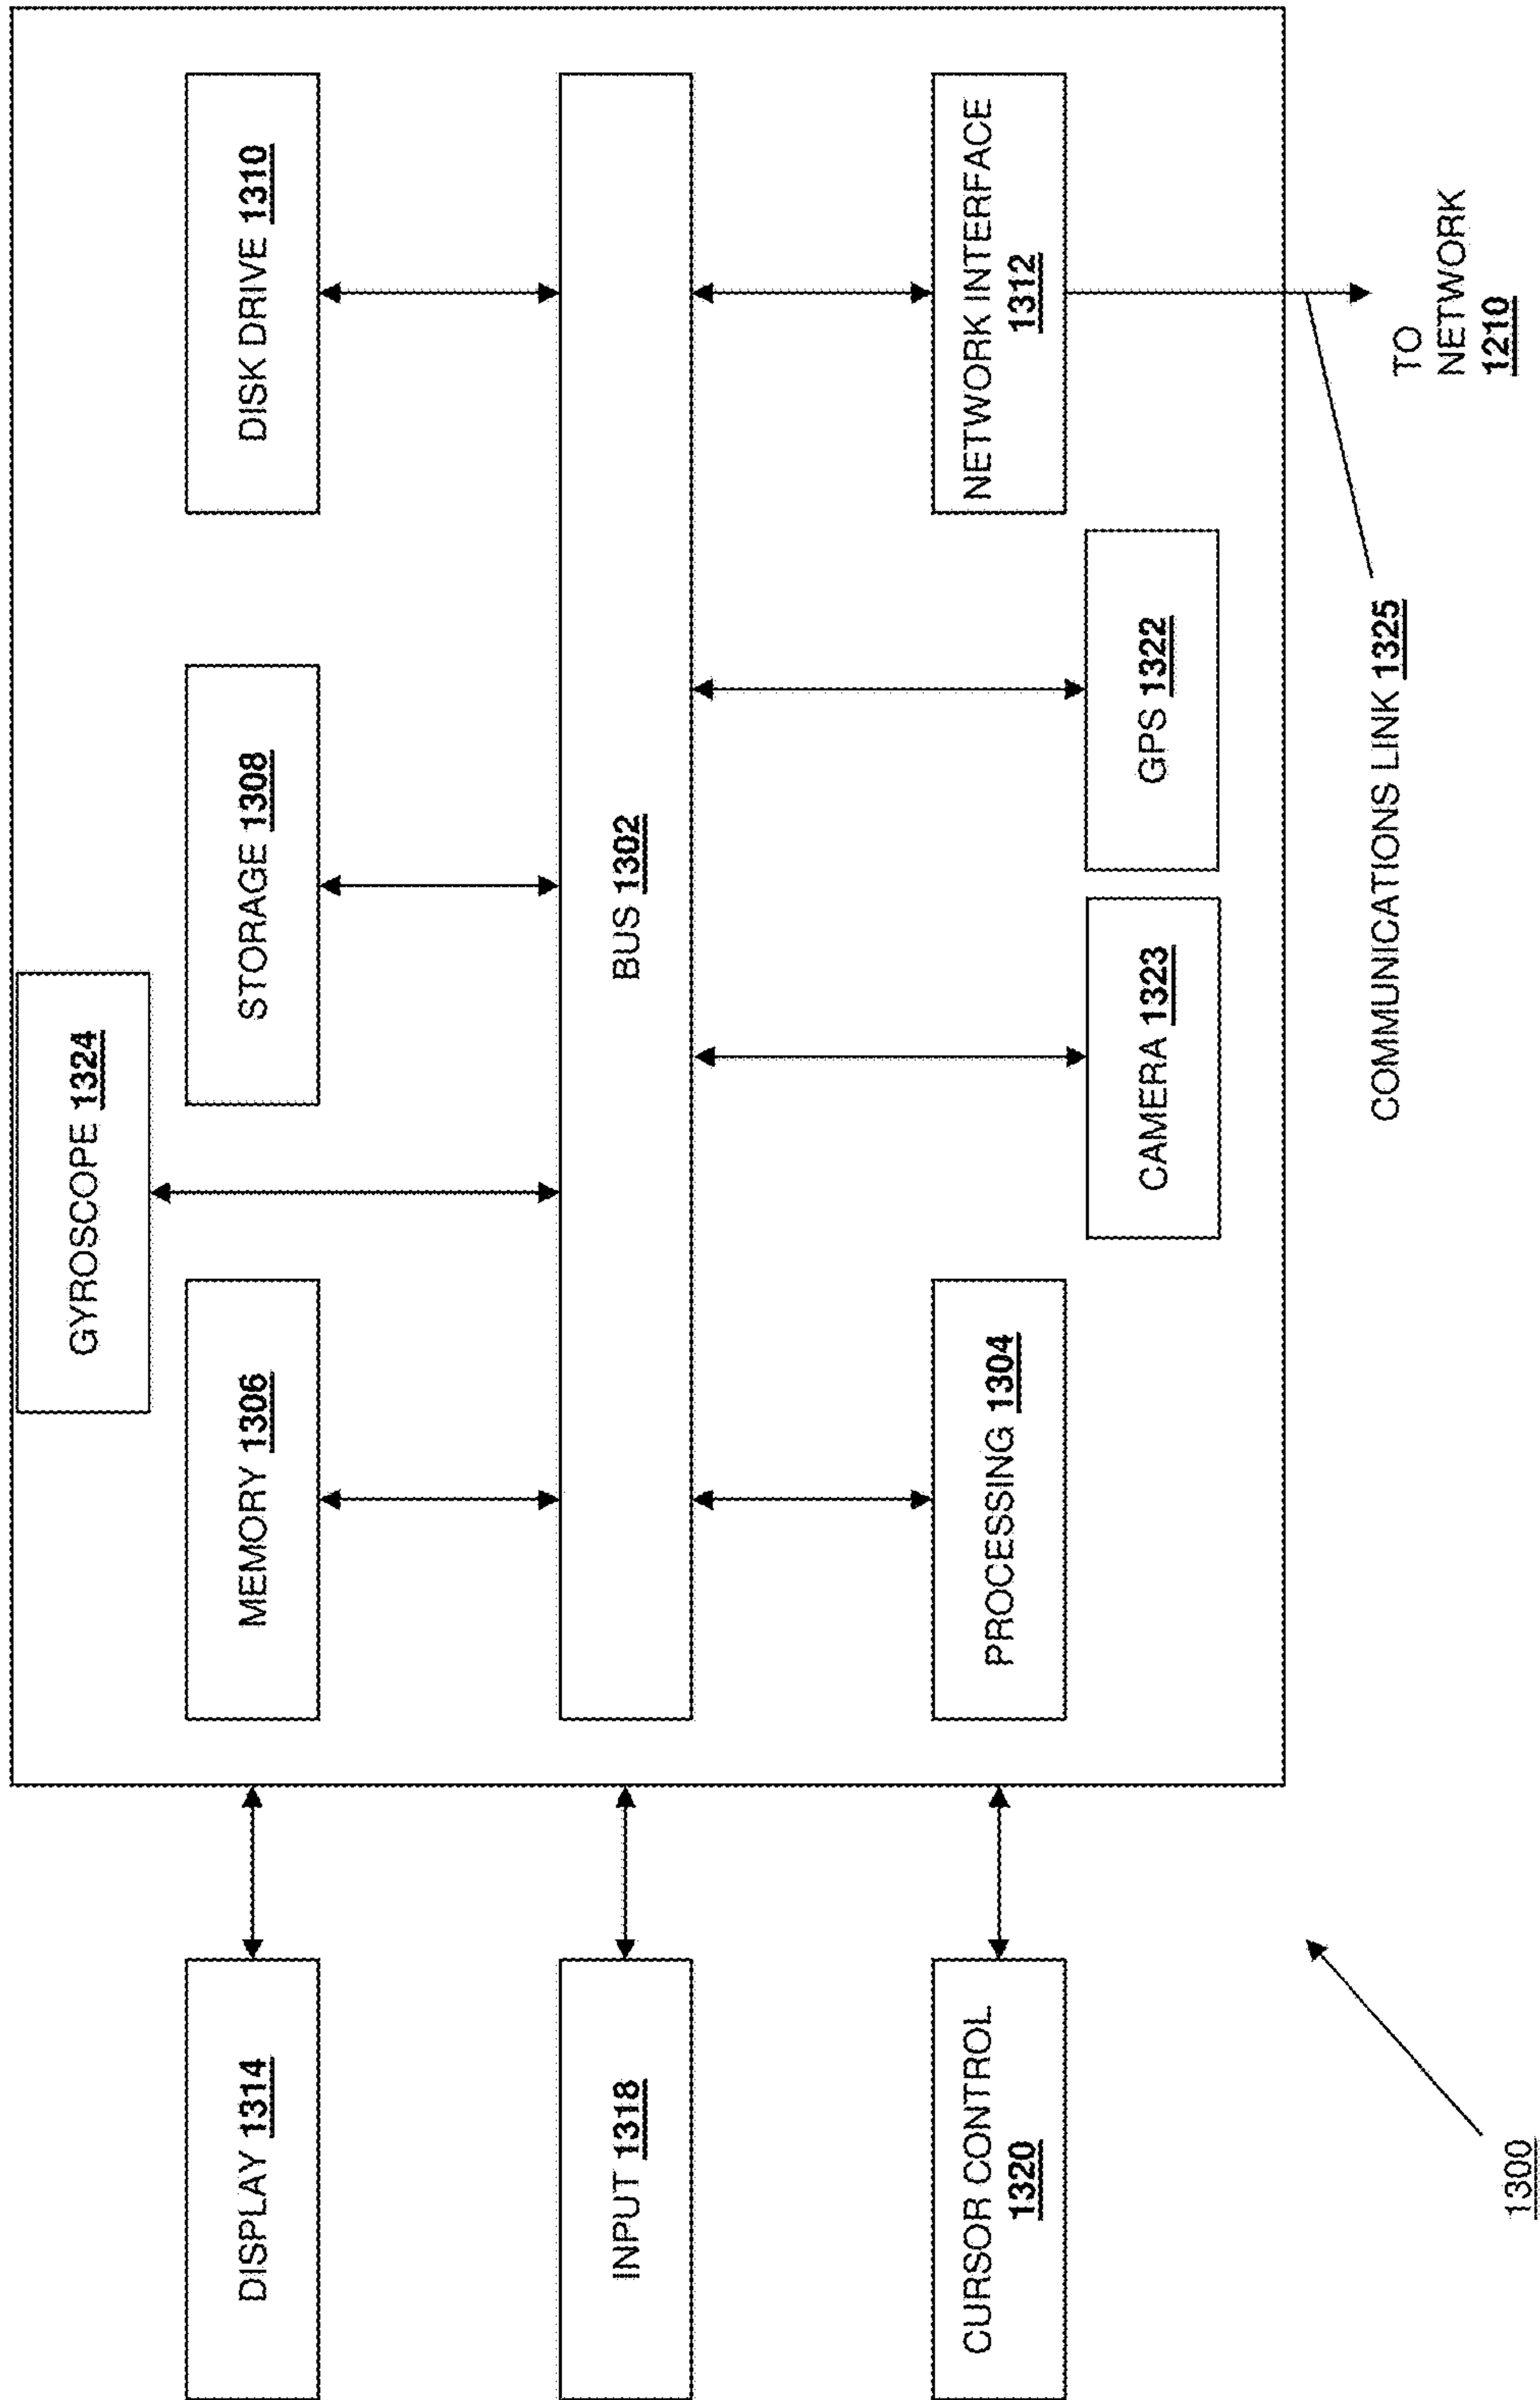 GYROSCOPE 1324
DISPLAY 1314
MEMORY 1306
STORAGE 1308
DISK DRIVE 1310
INPUT 1318
BUS 1302
CURSOR CONTROL
1320
PROCESSING 1304
NETWORK INTERFACE
1312
CAMERA 1323
GPS 1322
COMMUNICATIONS LINK 1325
TO
NETWORK
1210
1300